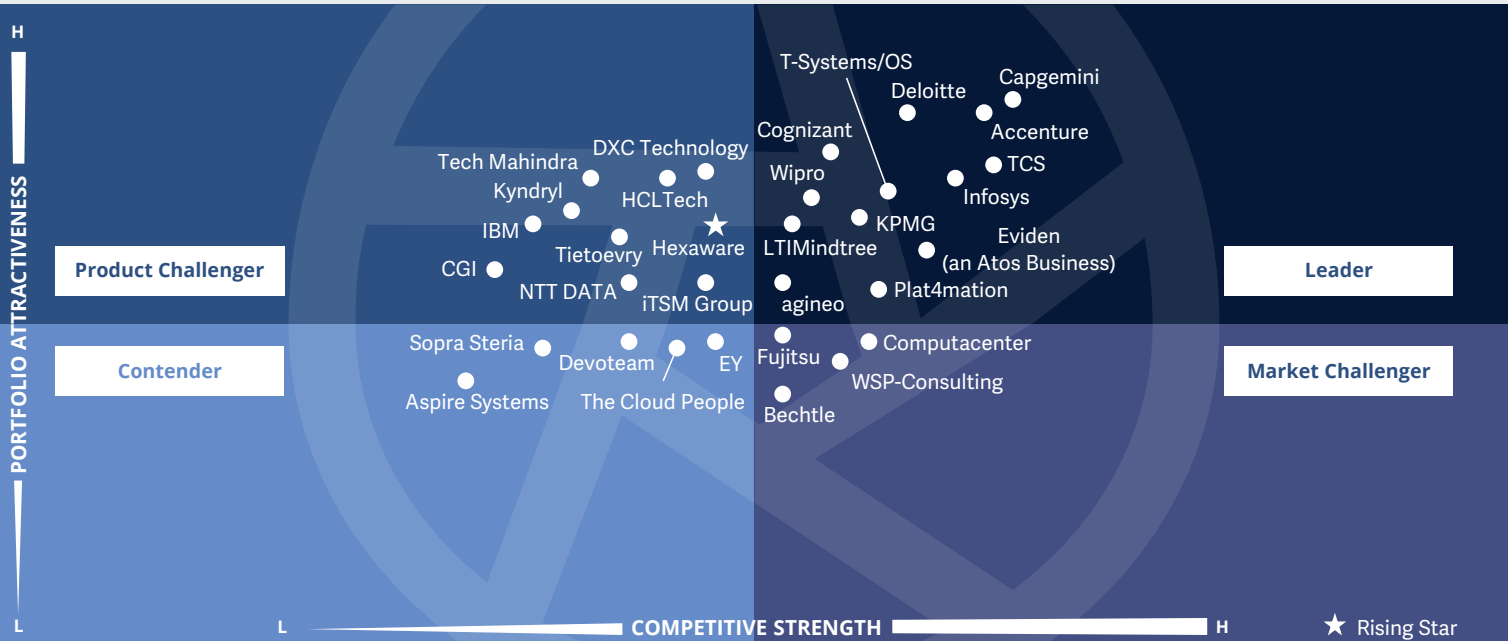 H
PORTFOLIO ATTRACTIVENESS
L
Product Challenger
Tech Mahindra
DXC Technology
Kyndryl
HCLTech
IBM
Tietoevry
Hexaware
CGI
NTT DATA
iTSM Group
T-Systems/OS
Capgemini
Deloitte
Accenture
Cognizant
TCS
Wipro
Infosys
KPMG
LTIMindtree
Eviden
(an Atos Business)
Plat4mation
agineo
Leader
Contender
Sopra Steria
Devoteam
EY
Aspire Systems
The Cloud People
Fujitsu
Computacenter
WSP-Consulting
Bechtle
Market Challenger
L
COMPETITIVE STRENGTH
H
Rising Star